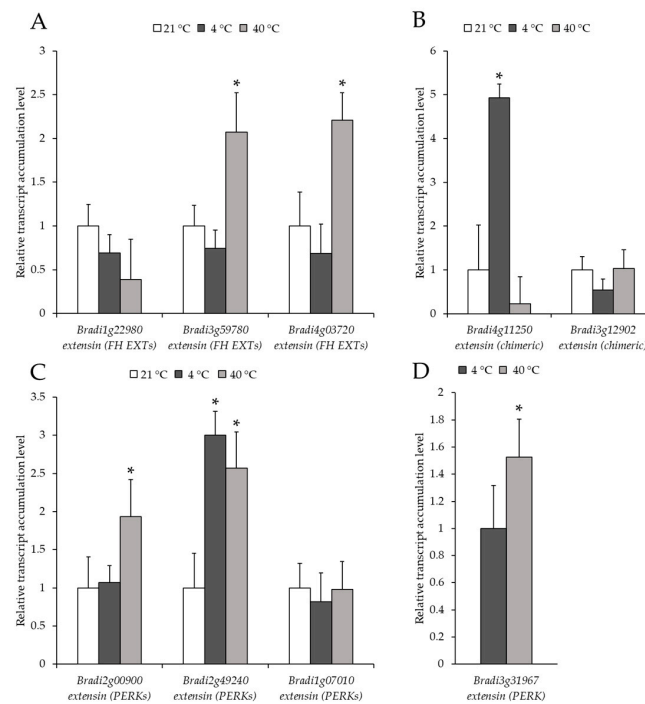 A
21 °C 4 °C 40 °C
Relative transcript accumulation level
3
2.5
2
1.5
1
0.5
0
*
*
Bradi1g22980 Bradi3g59780 Bradi4g03720
extensin (FH EXTs) extensin (FH EXTs) extensin (FH EXTs)
B
21 °C 4 °C 40 °C
Relative transcript accumulation level
6
5
4
3
2
1
0
*
Bradi4g11250 Bradi3g12902
extensin (chimeric) extensin (chimeric)
C
21 °C 4 °C 40 °C
Relative transcript accumulation level
3.5
3
2.5
2
1.5
1
0.5
0
*
*
*
Bradi2g00900 Bradi2g49240 Bradi1g07010
extensin (PERKs) extensin (PERKs) extensin (PERKs)
D
4 °C 40 °C
Relative transcript accumulation level
2
1.8
1.6
1.4
1.2
1
0.8
0.6
0.4
0.2
0
*
Bradi3g31967
extensin (PERK)